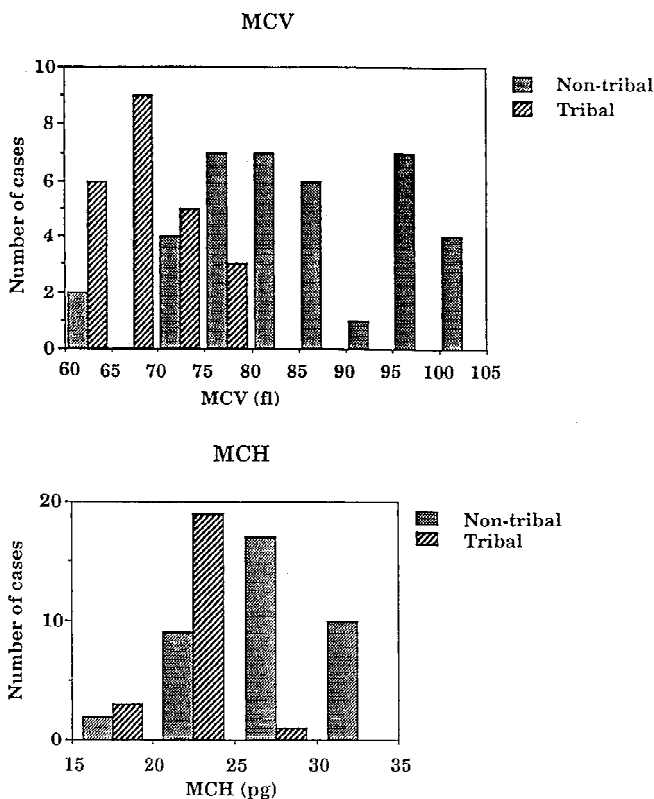 MCV
10
8
6
4
2
0
Number of cases
60 65 70 75 80 85 90 95 100 105
MCV (fl)
Non-tribal
Tribal
MCH
20
10
0
Number of cases
15 20 25 30 35
MCH (pg)
Non-tribal
Tribal